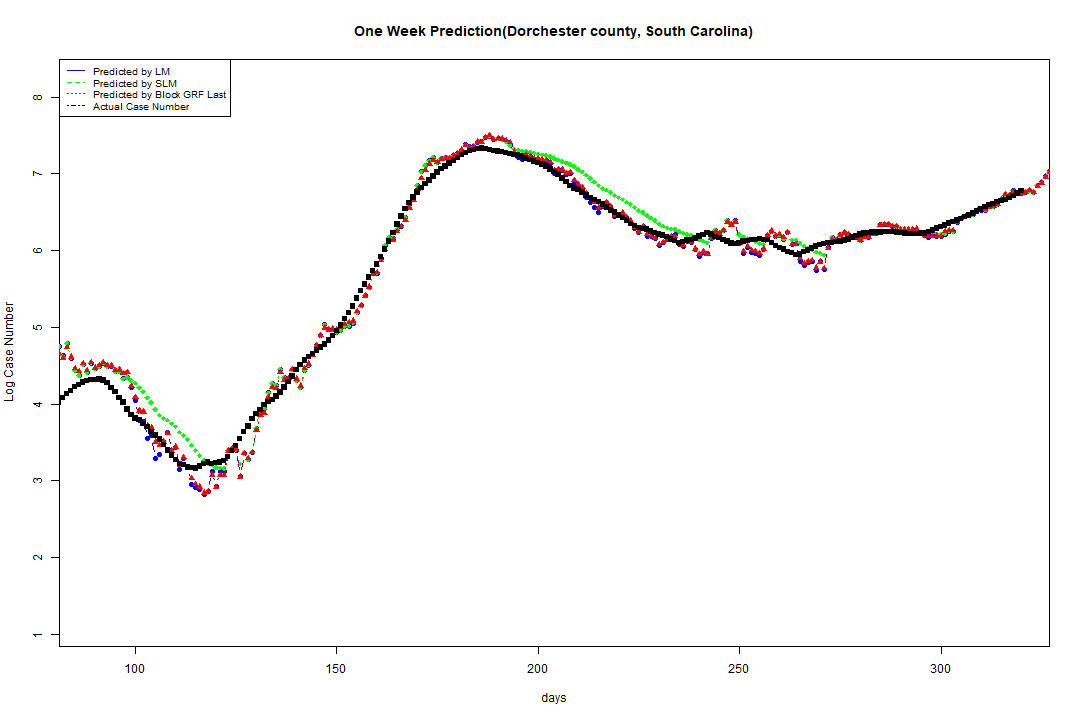 One Week Prediction(Dorchester county, South Carolina)
Predicted by LM
Predicted by SLM
Predicted by Block GRF Last
Actual Case Number
8
7
6
5
4
3
2
1
Log Case Number
100 150 200 250 300
days